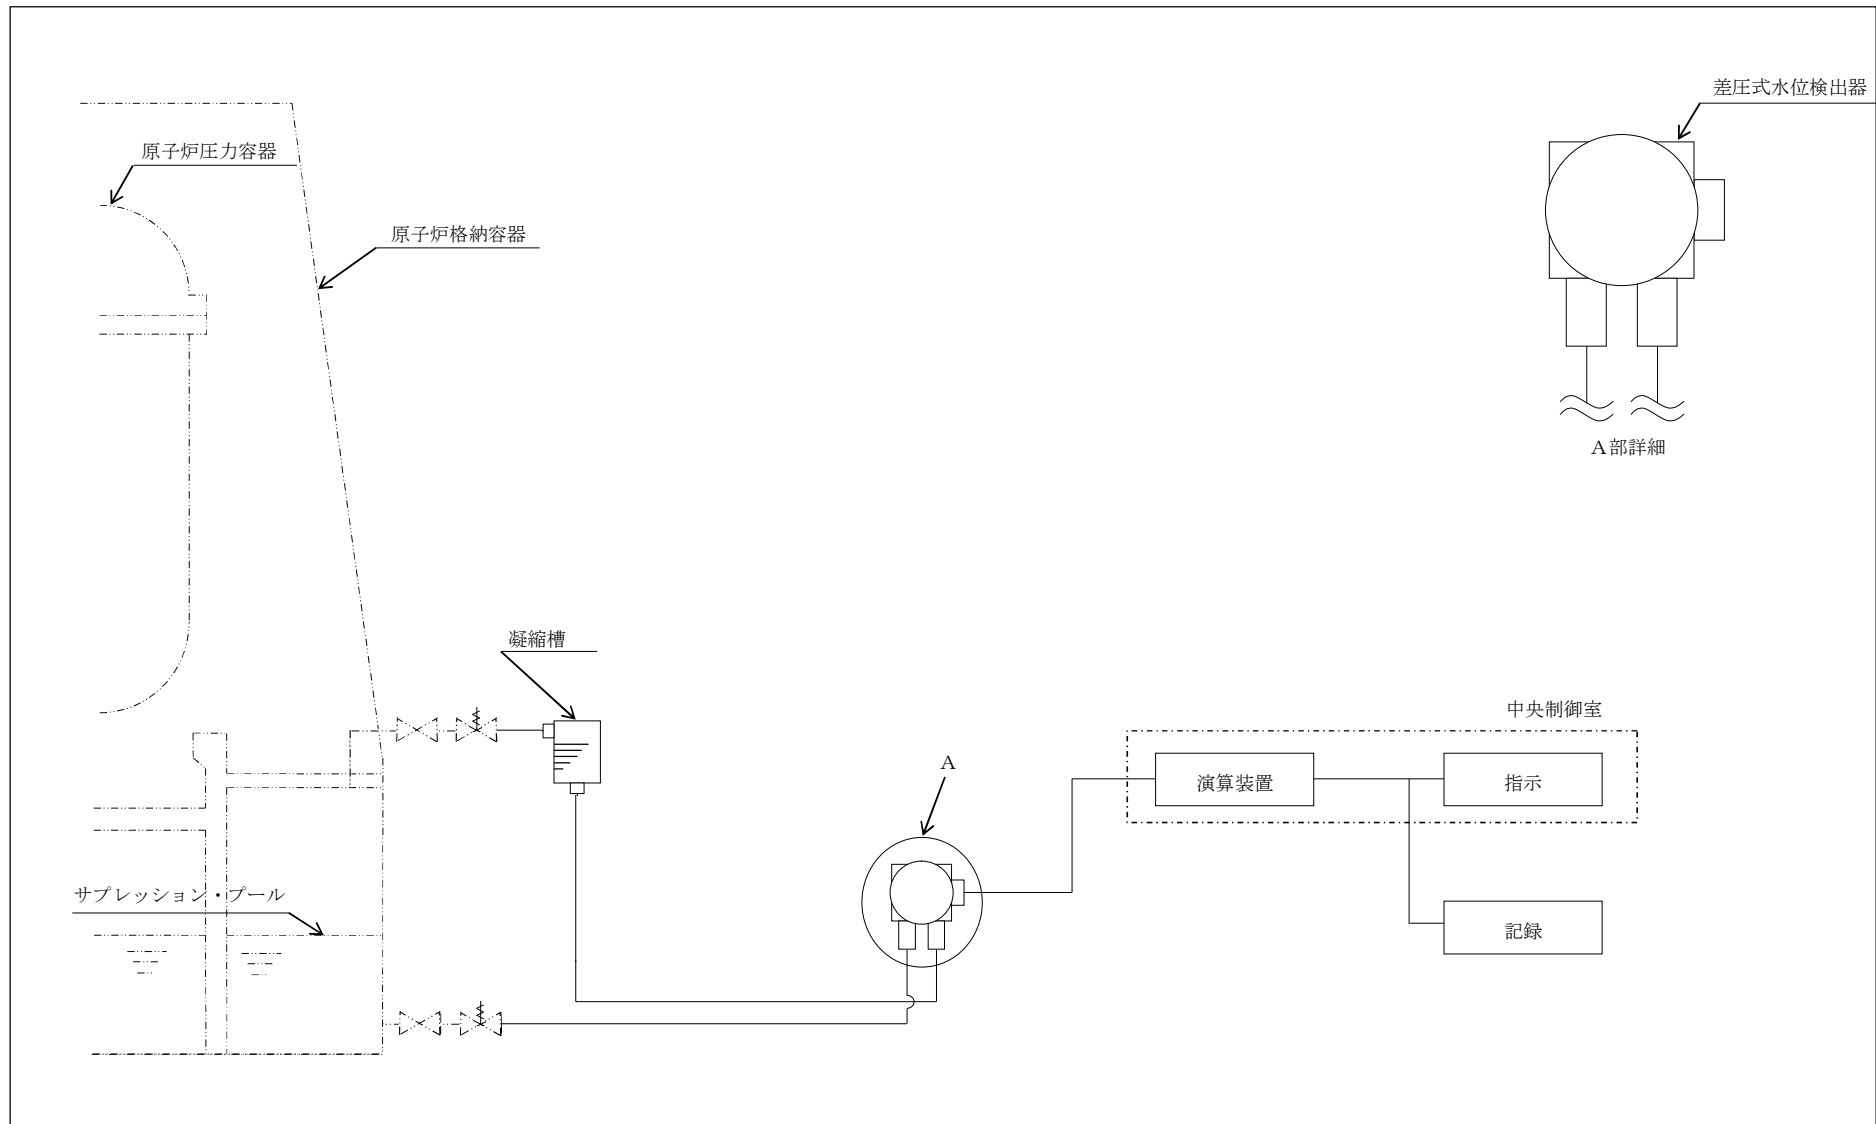 差圧式水位検出器
原子炉圧力容器
原子炉格納容器
A部詳細
凝縮槽
中央制御室
A
演算装置
指示
サプレッション・プール
記録